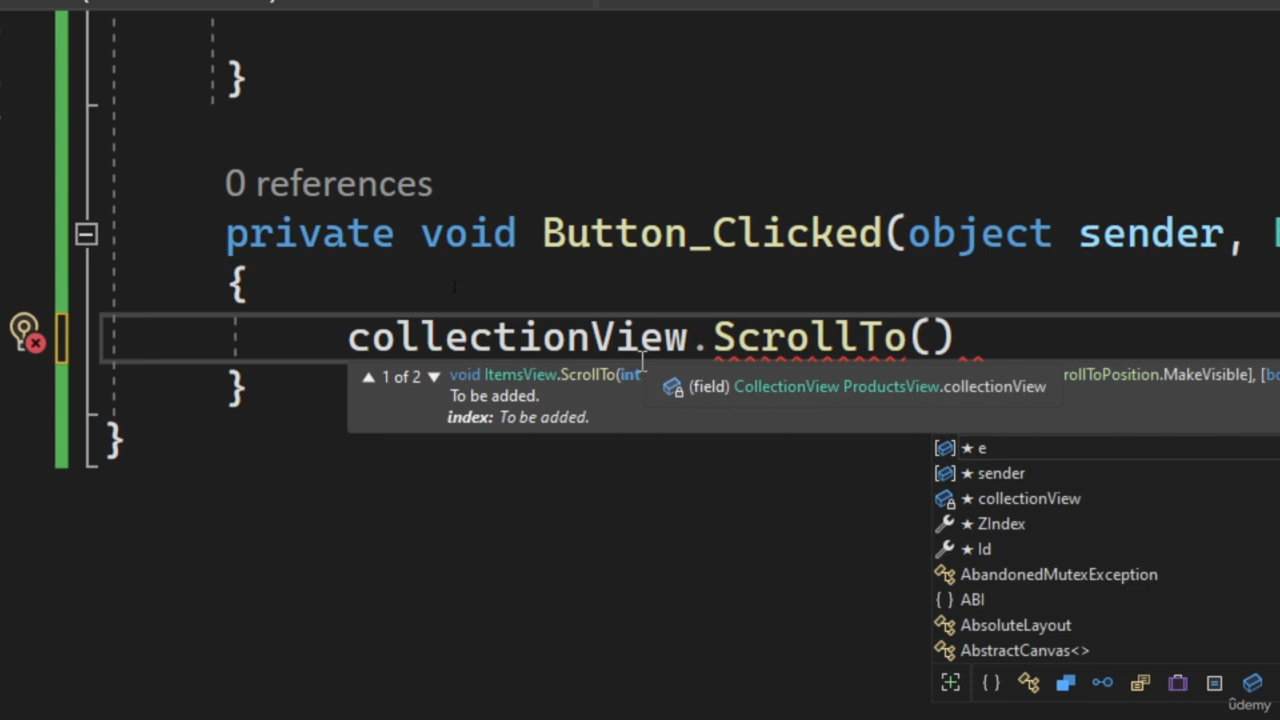 }
0 references
private void Button_Clicked(object sender,
{
collectionView.ScrollTo()
1 of 2 void ItemsView.ScrollTo(int rollToPosition.MakeVisible], [bo
(field) CollectionView ProductsView.collectionView
To be added.
index: To be added.
}
}
e
sender
collectionView
ZIndex
Id
AbandonedMutexException
{ } ABI
AbsoluteLayout
AbstractCanvas<>
{ }
ûdemy